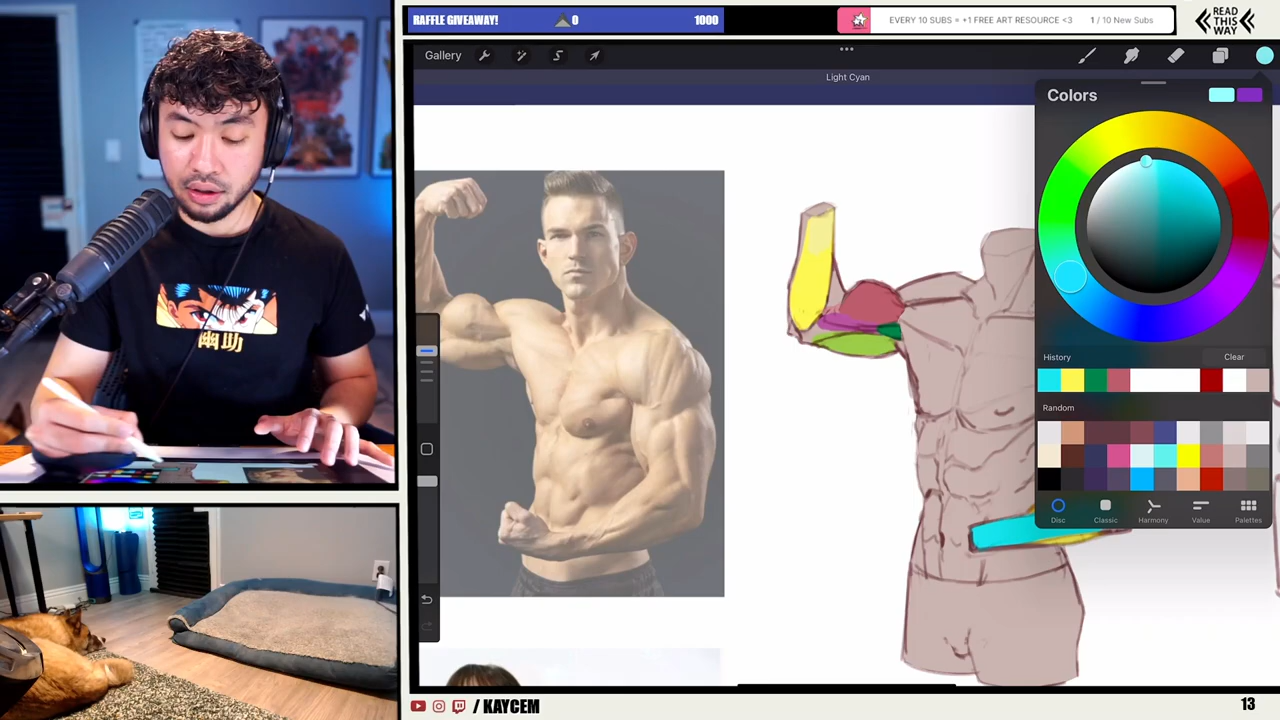 RAFFLE GIVEAWAY! 0 1000
EVERY 10 SUBS = +1 FREE ART RESOURCE <3 1 / 10 New Subs
READ
THIS
WAY
Gallery
Light Cyan
Colors
History Clear
Random
Disc Classic Harmony Value Palettes
幽助
/ KAYCEM
13